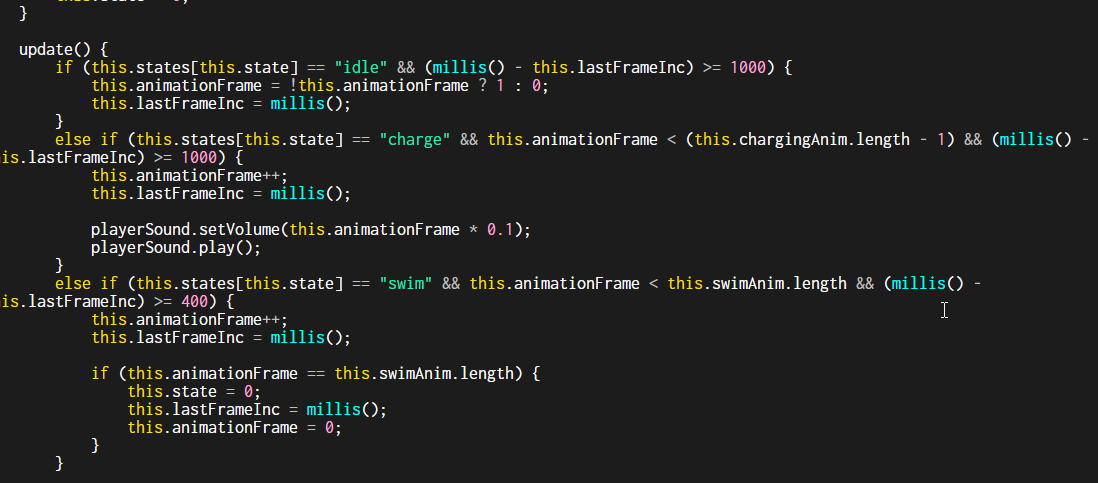 }
update() {
if (this.states[this.state] == "idle" && (millis() - this.lastFrameInc) >= 1000) {
this.animationFrame = !this.animationFrame ? 1 : 0;
this.lastFrameInc = millis();
}
else if (this.states[this.state] == "charge" && this.animationFrame < (this.chargingAnim.length - 1) && (millis() -
is.lastFrameInc) >= 1000) {
this.animationFrame++;
this.lastFrameInc = millis();
playerSound.setVolume(this.animationFrame * 0.1);
playerSound.play();
}
else if (this.states[this.state] == "swim" && this.animationFrame < this.swimAnim.length && (millis() -
is.lastFrameInc) >= 400) {
this.animationFrame++;
this.lastFrameInc = millis();
if (this.animationFrame == this.swimAnim.length) {
this.state = 0;
this.lastFrameInc = millis();
this.animationFrame = 0;
}
}